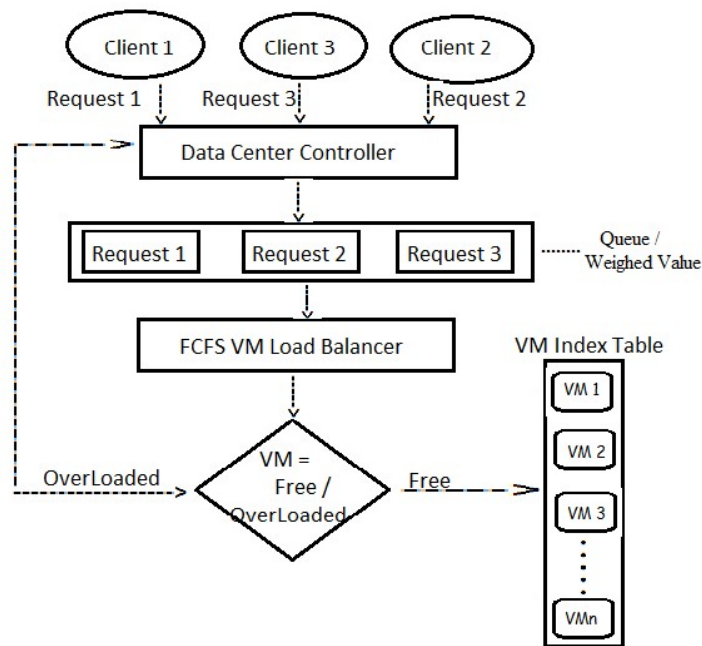 Client 1
Client 3
Client 2
Request 1
Request 3
Request 2
Data Center Controller
Request 1
Request 2
Request 3
Queue /
Weighed Value
FCFS VM Load Balancer
VM Index Table
VM 1
VM 2
VM 3
VMn
VM =
Free /
OverLoaded
OverLoaded
Free